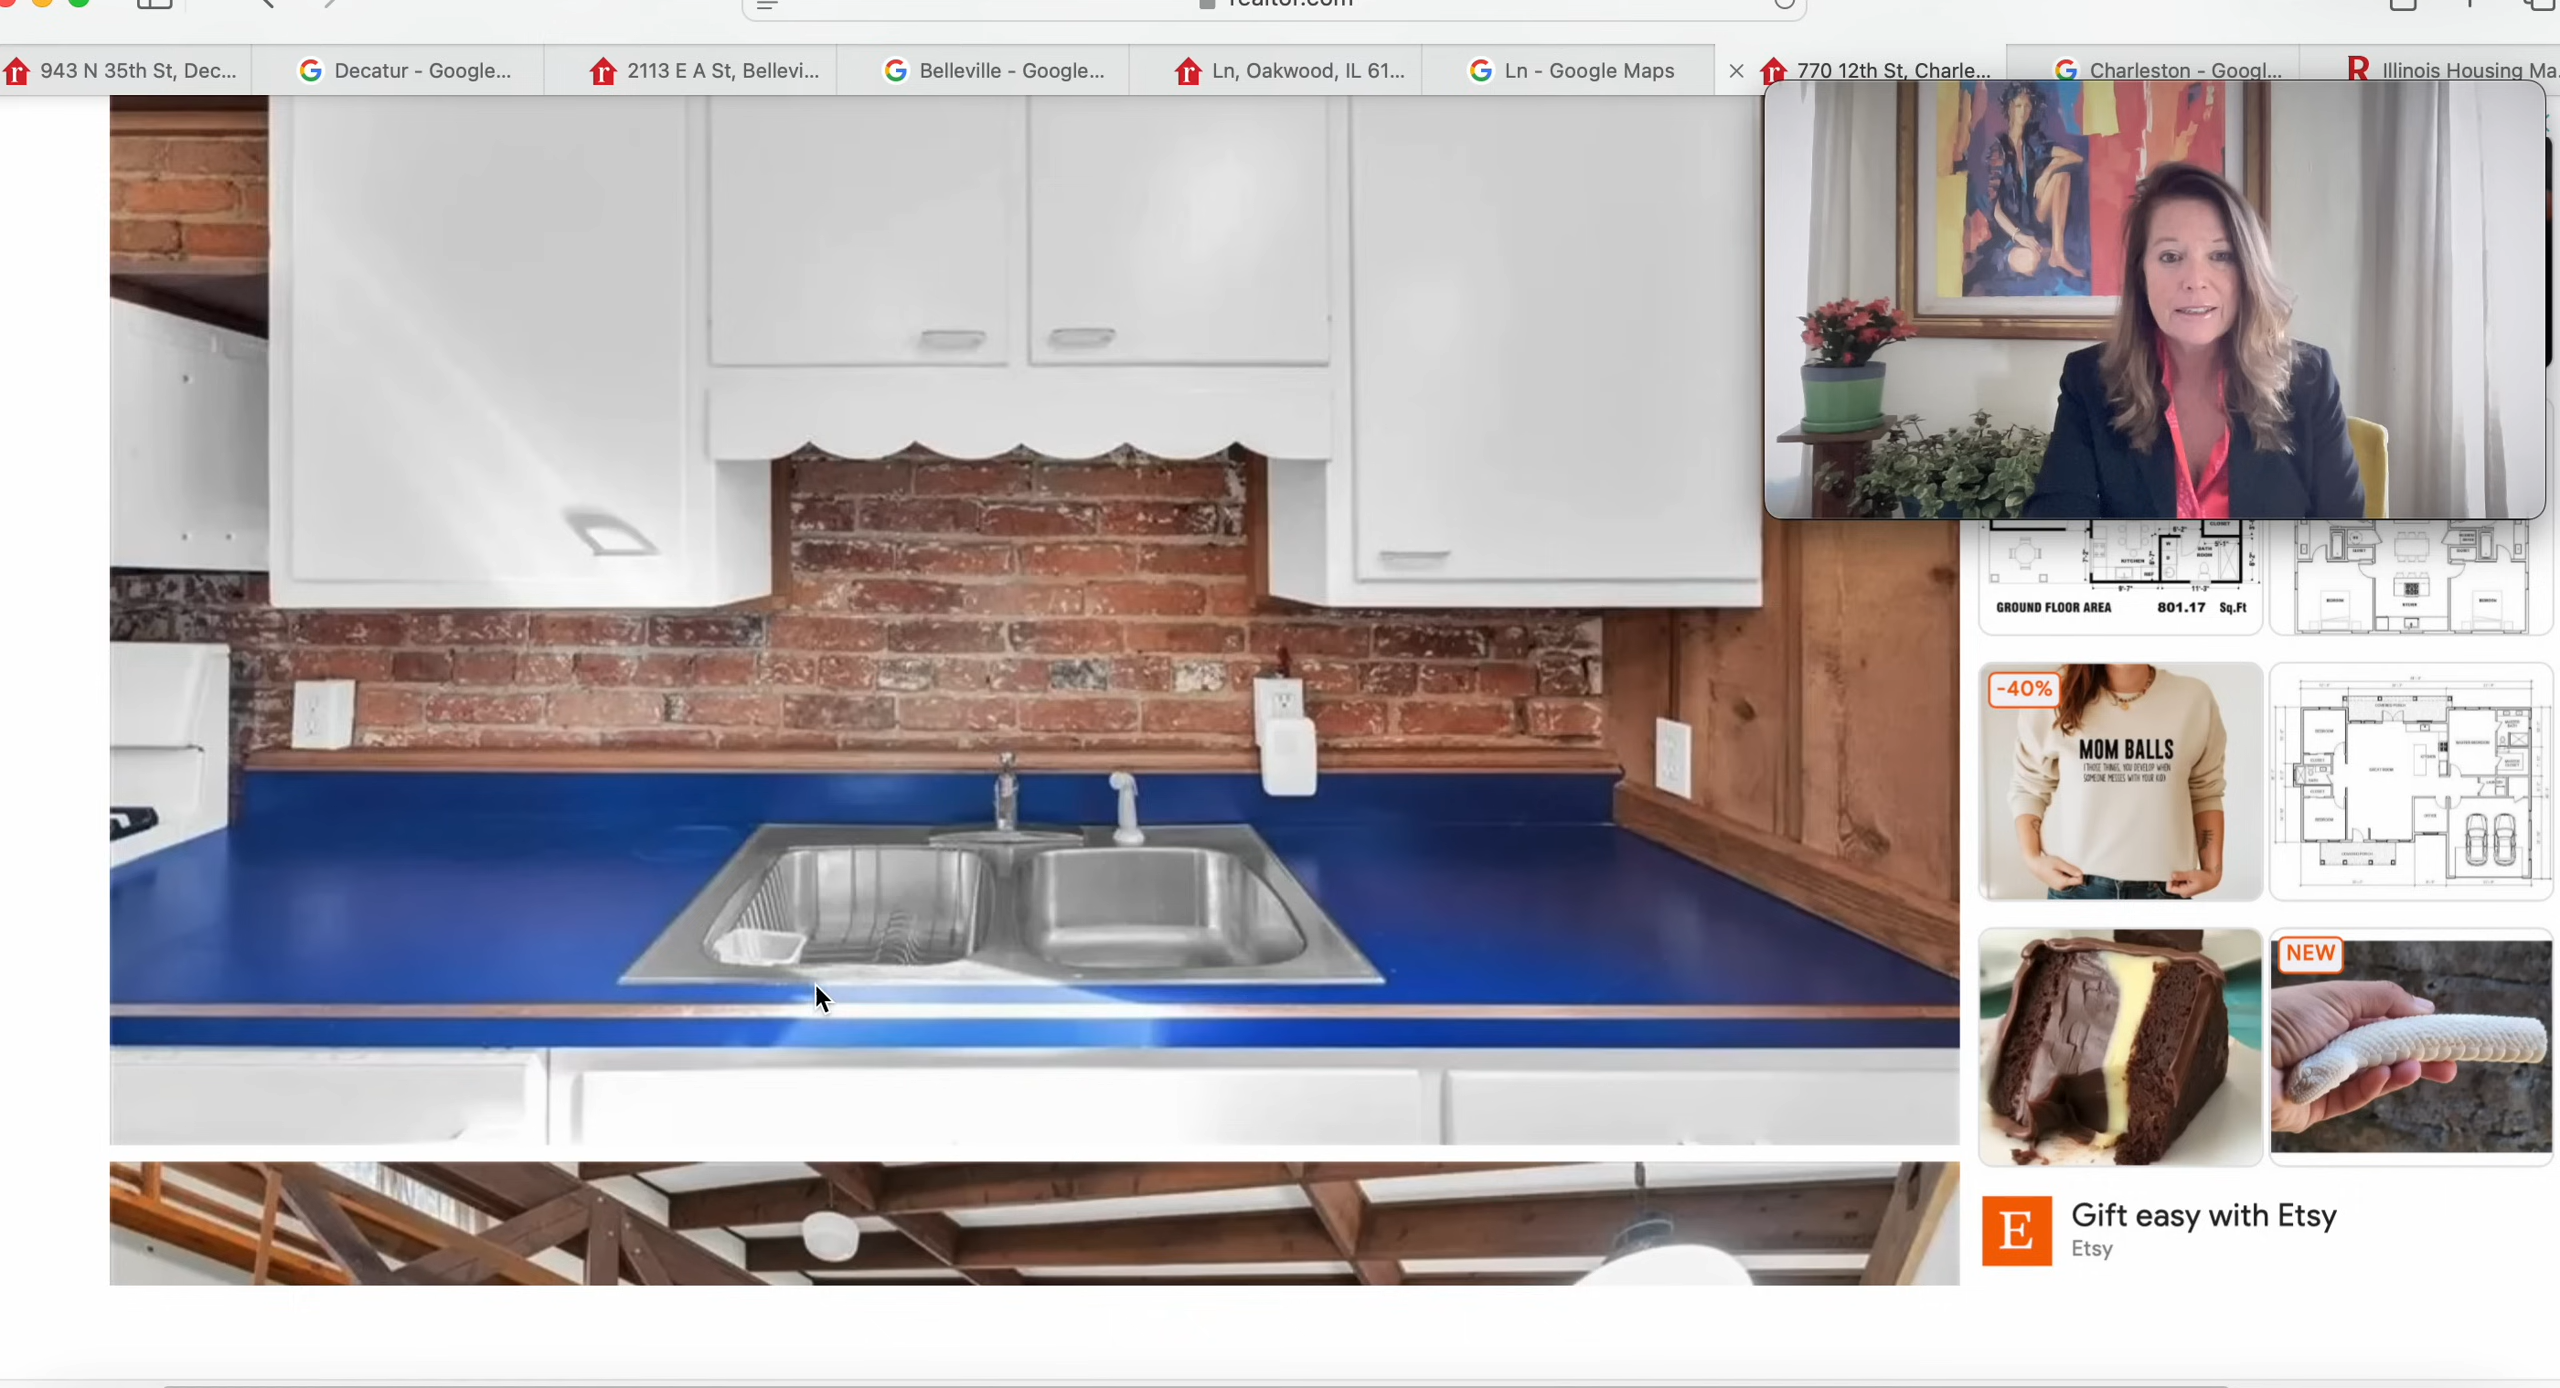 realtor.com
943 N 35th St, Dec...
Decatur - Google...
2113 E A St, Bellevi...
Belleville - Google...
Ln, Oakwood, IL 61...
Ln - Google Maps
770 12th St, Charle...
Charleston - Googl...
Illinois Housing Ma.
GROUND FLOOR AREA 801.17 Sq.Ft
-40%
MOM BALLS
NEW
E
Gift easy with Etsy
Etsy